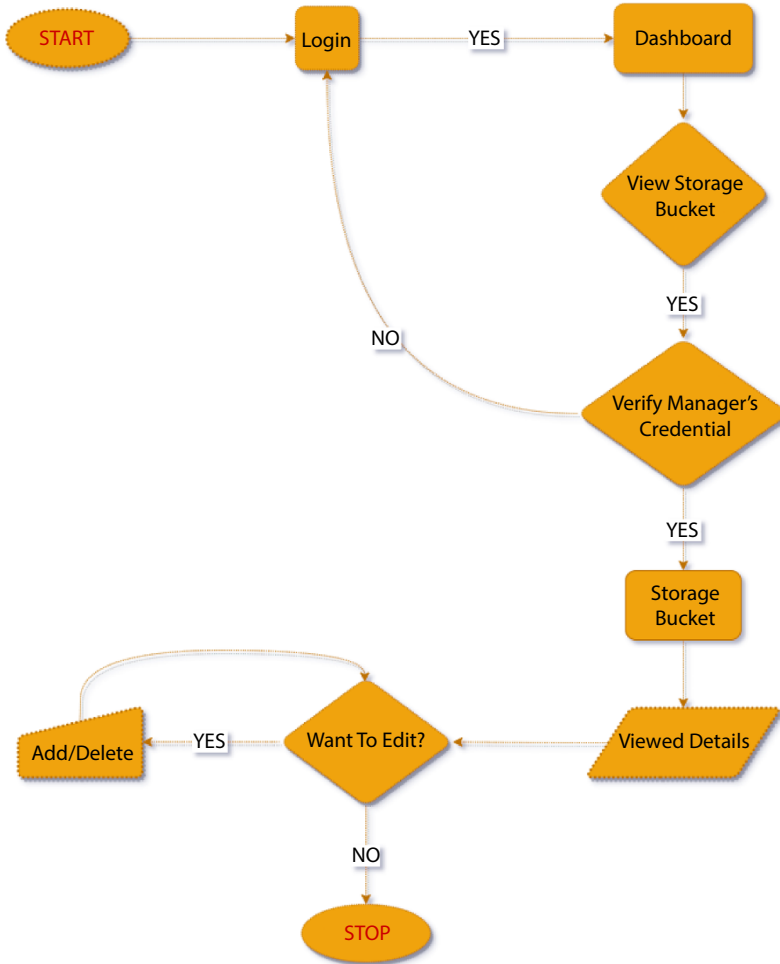 START
Login
YES
Dashboard
View Storage
Bucket
YES
NO
Verify Manager’s
Credential
YES
Storage
Bucket
Viewed Details
Want To Edit?
YES
Add/Delete
NO
STOP